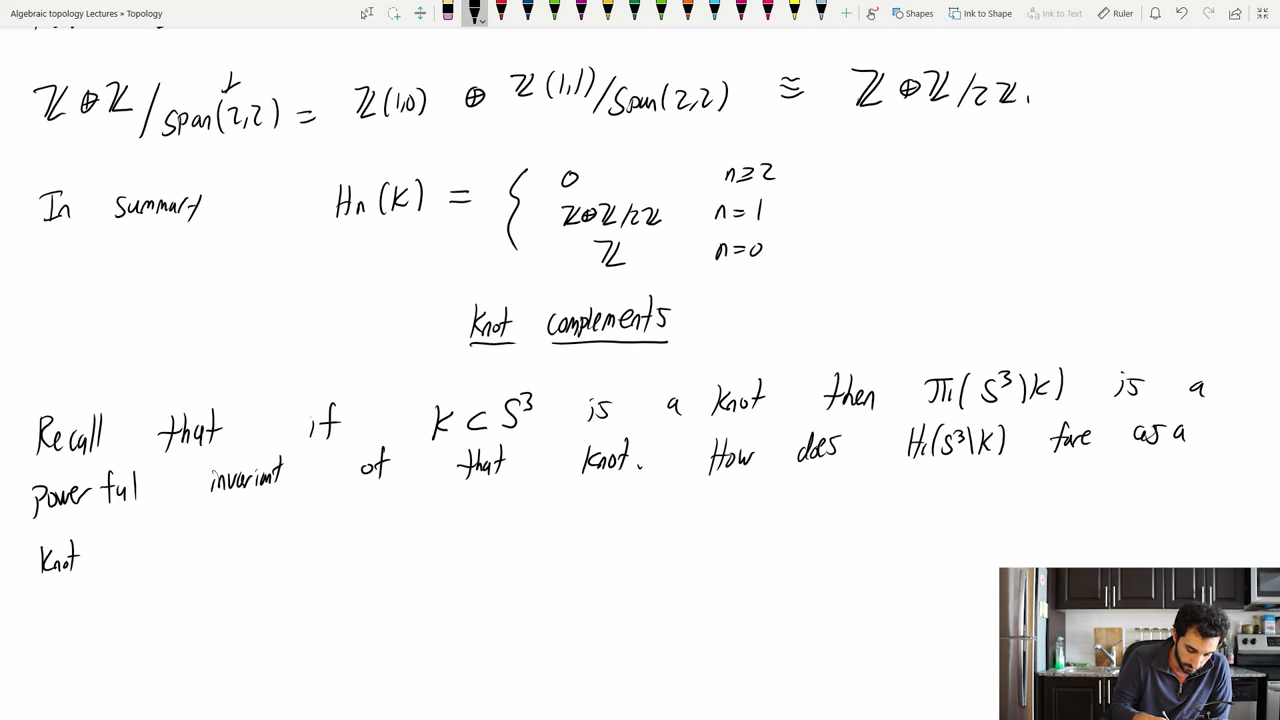 Algebraic topology Lectures » Topology
Shapes Ink to Shape Ink to Text Ruler
ℤ ⊕ ℤ / span(2,2) = ℤ(1,0) ⊕ ℤ(1,1)/span(2,2) ≅ ℤ ⊕ ℤ/2ℤ.
In summary Hn(K) = { 0 n≥2
ℤ⊕ℤ/2ℤ n=1
ℤ n=0
Knot complements
Recall that if K ⊂ S³ is a knot then π₁(S³\K) is a
powerful invariant of that knot. How does H₁(S³\K) fare as a
knot